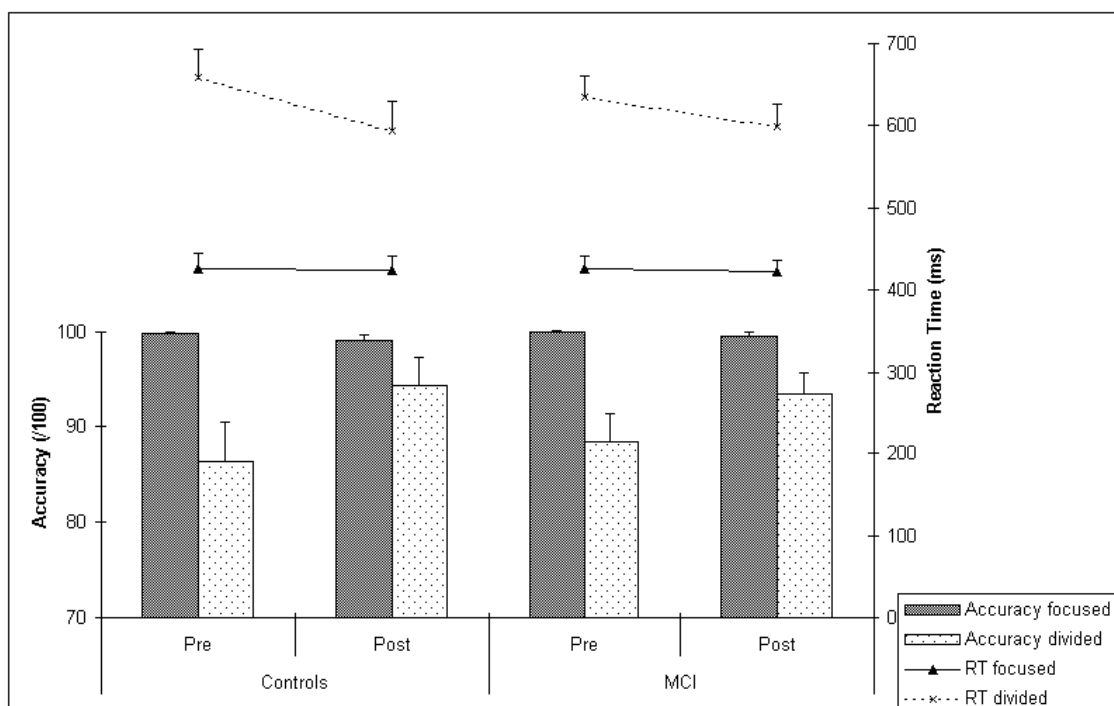 700
600
500
400
300
200
100
0
Reaction Time (ms)
100
90
80
70
Accuracy (/100)
Pre Post Pre Post
Controls MCI
Accuracy focused
Accuracy divided
RT focused
RT divided